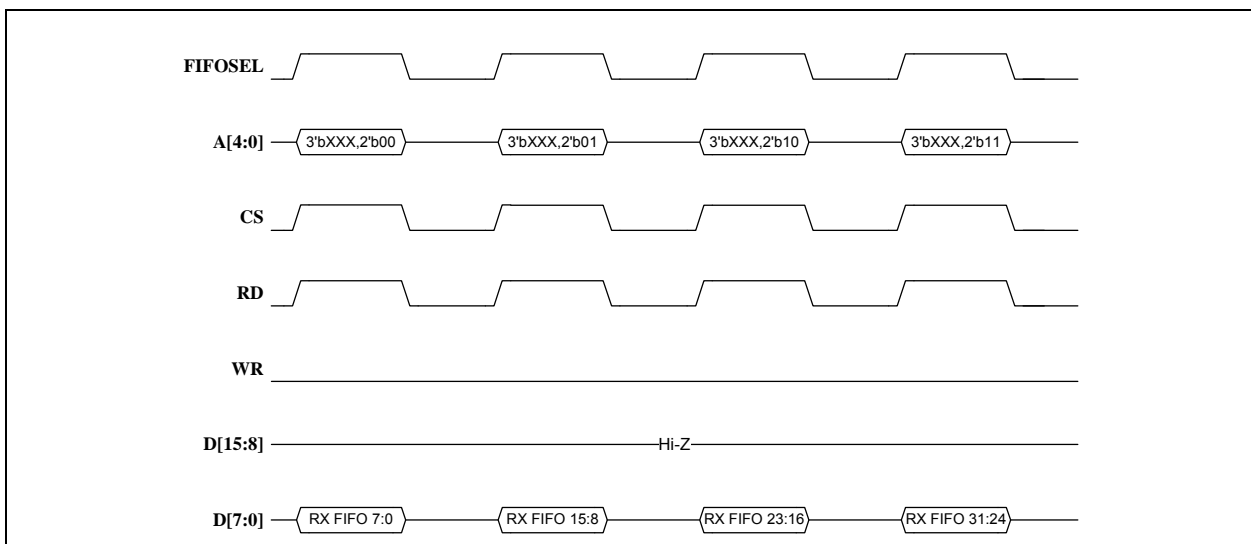 FIFOSEL
A[4:0] 3'bXXX,2'b00 3'bXXX,2'b01 3'bXXX,2'b10 3'bXXX,2'b11
CS
RD
WR
D[15:8] Hi-Z
D[7:0] RX FIFO 7:0 RX FIFO 15:8 RX FIFO 23:16 RX FIFO 31:24